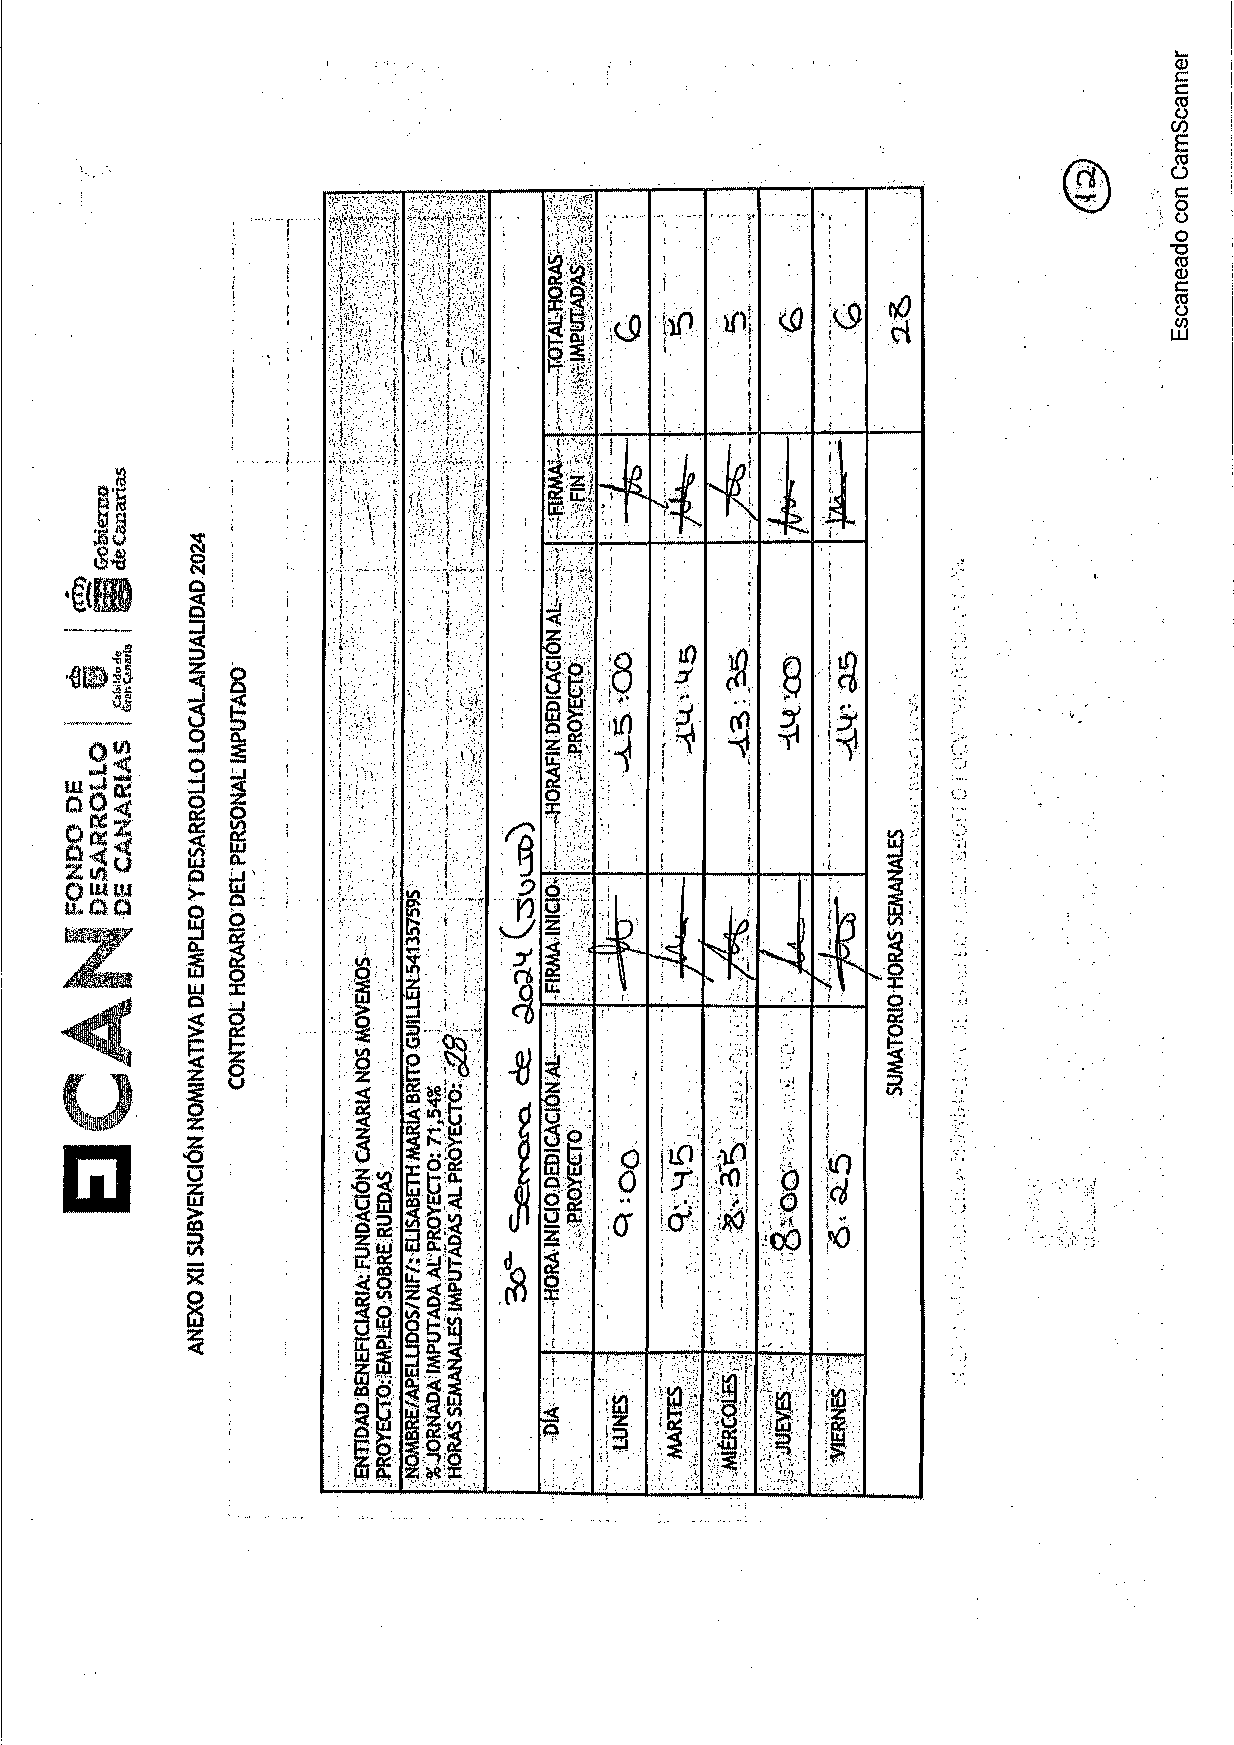 FCAN
FONDO DE
DESARROLLO
DE CANARIAS
Cabildo de
Gran Canaria
Gobierno
de Canarias
ANEXO XII SUBVENCIÓN NOMINATIVA DE EMPLEO Y DESARROLLO LOCAL ANUALIDAD 2024
CONTROL HORARIO DEL PERSONAL IMPUTADO
ENTIDAD BENEFICIARIA: FUNDACIÓN CANARIA NOS MOVEMOS
PROYECTO: EMPLEO SOBRE RUEDAS
NOMBRE/APELLIDOS/NIF/: ELISABETH MARÍA BRITO GUILLEN 54135759S
% JORNADA IMPUTADA AL PROYECTO: 71,54%
HORAS SEMANALES IMPUTADAS AL PROYECTO: 28
30ª Semana de 2024 (JULIO)
DÍA HORA INICIO DEDICACIÓN AL PROYECTO FIRMA INICIO HORA FIN DEDICACIÓN AL PROYECTO FIRMA FIN TOTAL HORAS IMPUTADAS
LUNES 9:00 15:00 6
MARTES 9:45 14:45 5
MIÉRCOLES 8:35 13:35 5
JUEVES 8:00 14:00 6
VIERNES 8:25 14:25 6
SUMATORIO HORAS SEMANALES 28
12
Escaneado con CamScanner